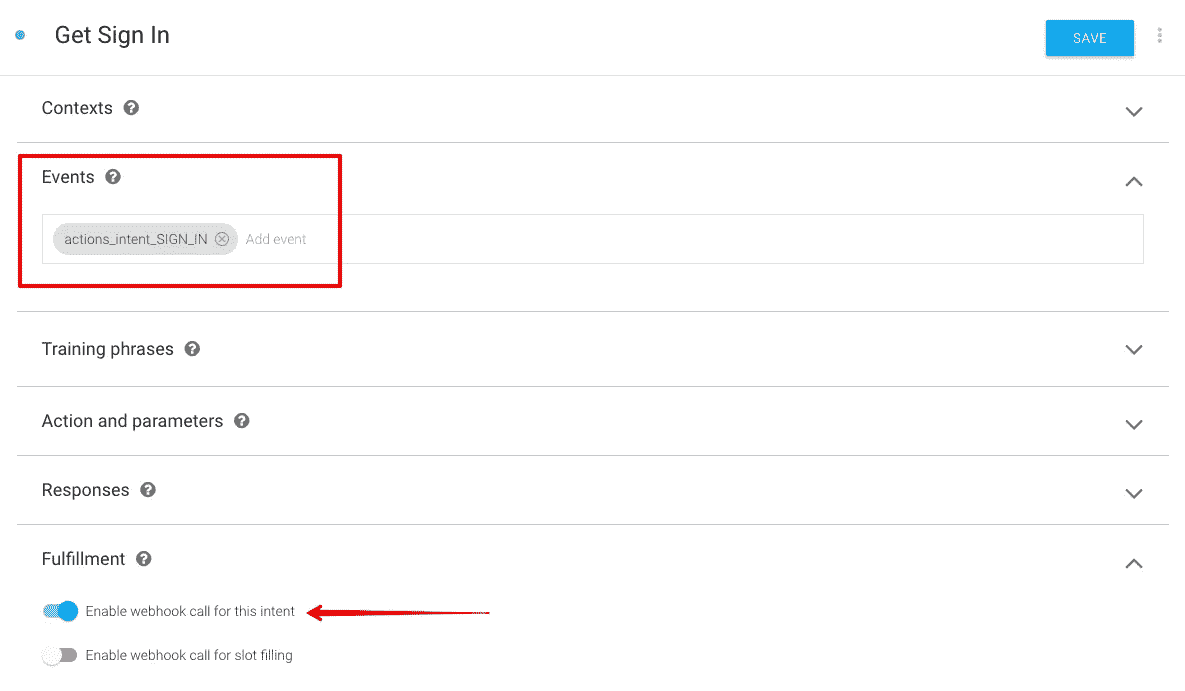 Get Sign In
SAVE
Contexts
Events
actions_intent_SIGN_IN Add event
Training phrases
Action and parameters
Responses
Fulfillment
Enable webhook call for this intent
Enable webhook call for slot filling